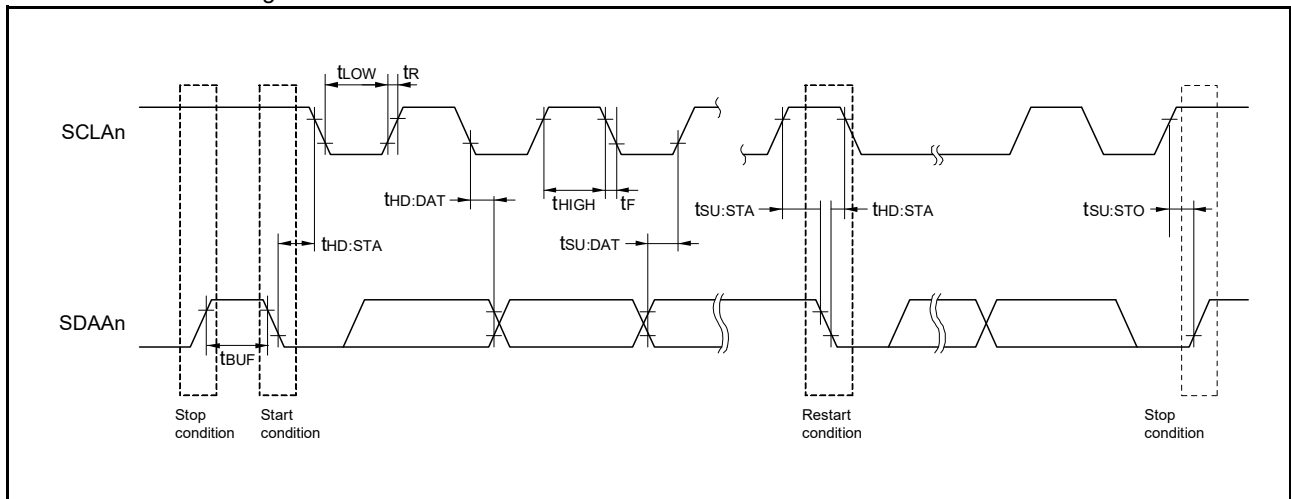 tLOW tR
SCLAn
tHD:DAT tHIGH tF tSU:STA tHD:STA tSU:STO
tHD:STA tSU:DAT
SDAAn
tBUF
Stop condition
Start condition
Restart condition
Stop condition